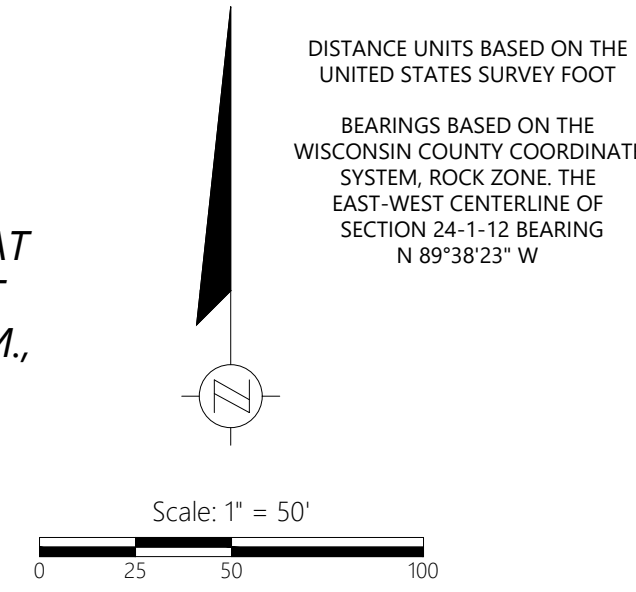 DISTANCE UNITS BASED ON THE
UNITED STATES SURVEY FOOT
BEARINGS BASED ON THE
WISCONSIN COUNTY COORDINATE
SYSTEM, ROCK ZONE. THE
EAST-WEST CENTERLINE OF
SECTION 24-1-12 BEARING
N 89°38'23" W
AT
M.,
N
Scale: 1" = 50'
0 25 50 100